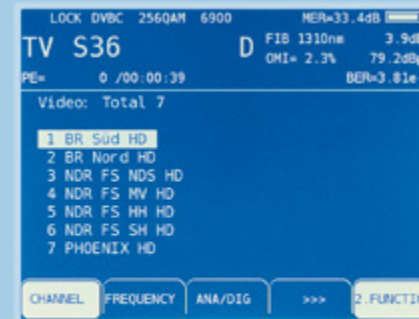 LOCK DVBC 256QAM 6900 MER=33.4dB
TV S36 D FIB 1310nm 3.9dB
OMI= 2.3% 79.2dBµ
PE= 0 /00:00:39 BER=3.81e
Video: Total 7
1 BR Süd HD
2 BR Nord HD
3 NDR FS NDS HD
4 NDR FS MV HD
5 NDR FS HH HD
6 NDR FS SH HD
7 PHOENIX HD
CHANNEL FREQUENCY ANA/DIG >>> 2.FUNCTIO